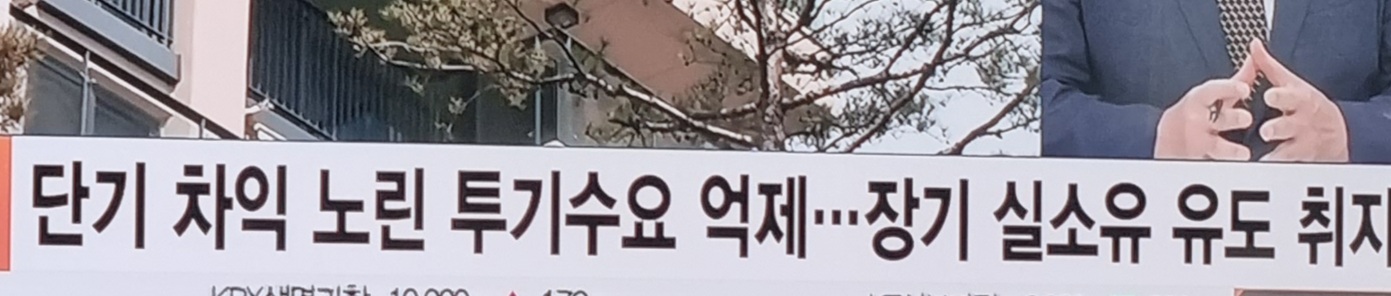 단기 차익 노린 투기수요 억제…장기 실소유 유도 취지